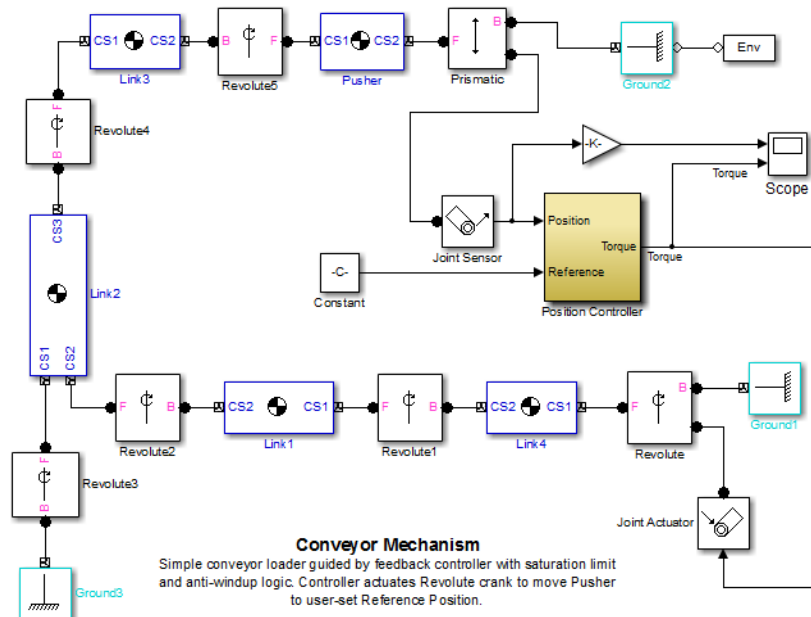 CS1 CS2 B F CS1 CS2 F B
Link3 Revolute5 Pusher Prismatic Ground2 Env
F
Revolute4
B
-K-
Torque
Scope
CS3
Link2
CS1
CS2
Joint Sensor
Position
Torque
Reference
Torque
-C-
Constant
Position Controller
F B CS2 CS1 F B CS2 CS1 F B
Revolute2 Link1 Revolute1 Link4 Revolute Ground1
F
Revolute3
B
Joint Actuator
Ground3
Conveyor Mechanism
Simple conveyor loader guided by feedback controller with saturation limit
and anti-windup logic. Controller actuates Revolute crank to move Pusher
to user-set Reference Position.